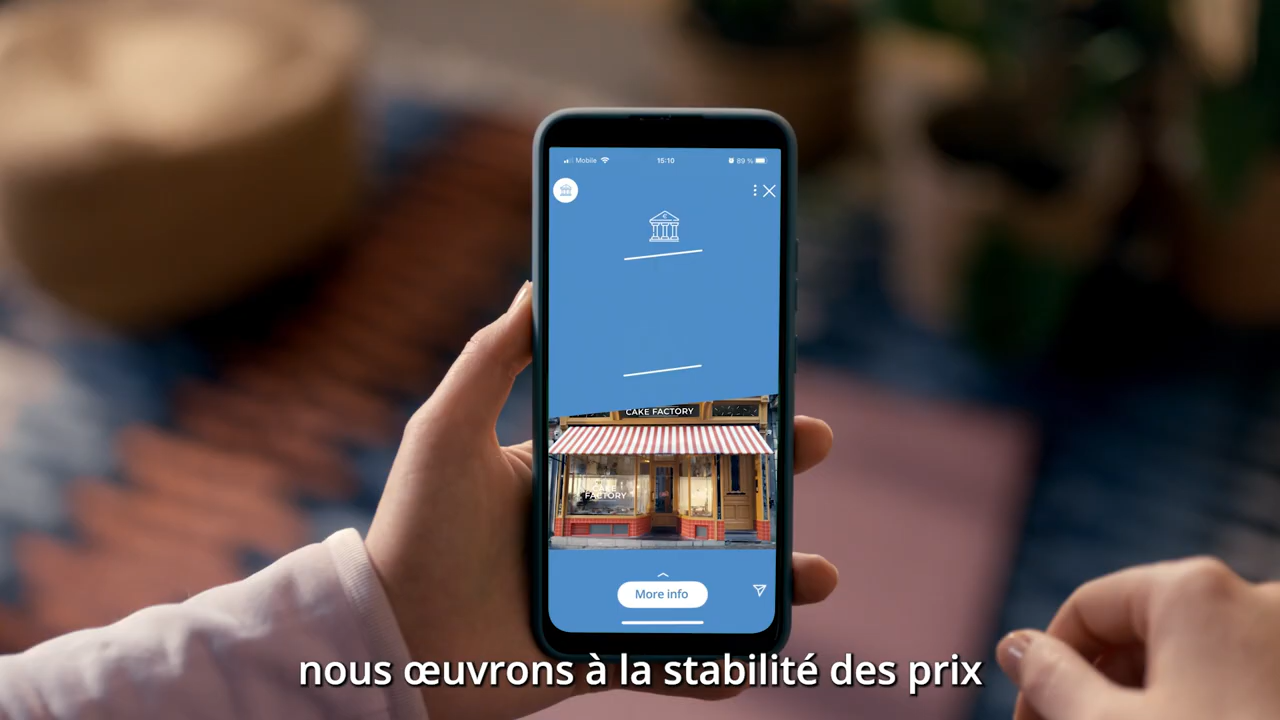 Mobile
15:10
89 %
CAKE FACTORY
CAKE
FACTORY
More info
nous œuvrons à la stabilité des prix